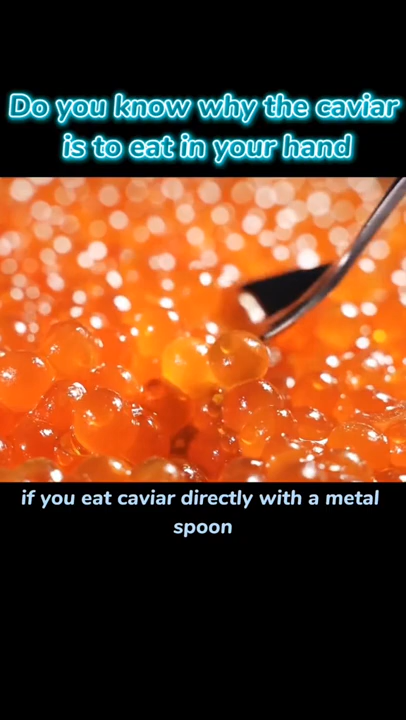 Do you know why the caviar
is to eat in your hand
if you eat caviar directly with a metal
spoon